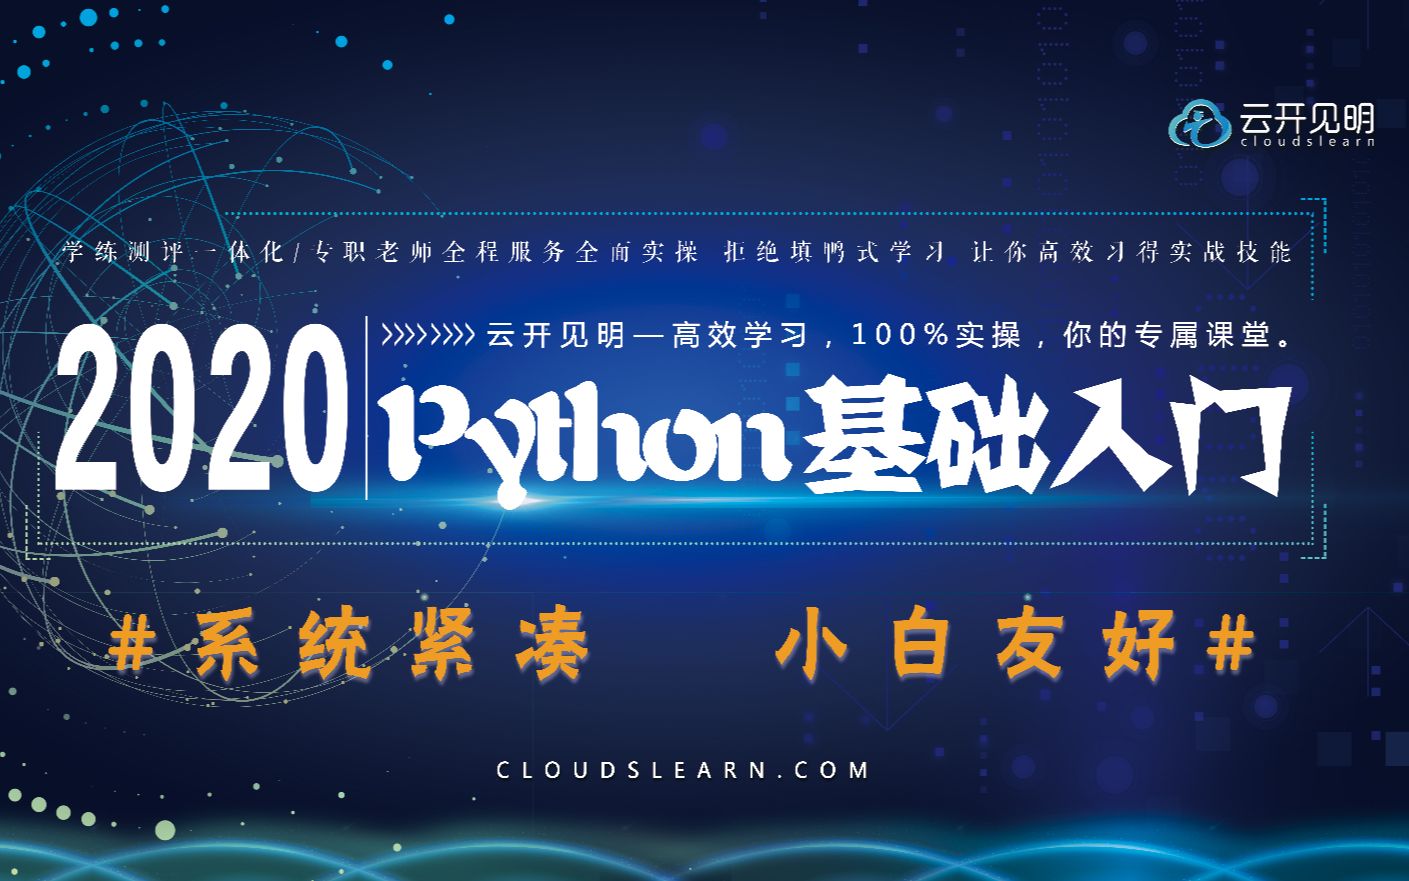 云开见明
cloudslearn
学练测评一体化/专职老师全程服务全面实操 拒绝填鸭式学习 让你高效习得实战技能
2020
云开见明—高效学习，100%实操，你的专属课堂。
Python基础入门
#系统紧凑 小白友好#
CLOUDSLEARN.COM